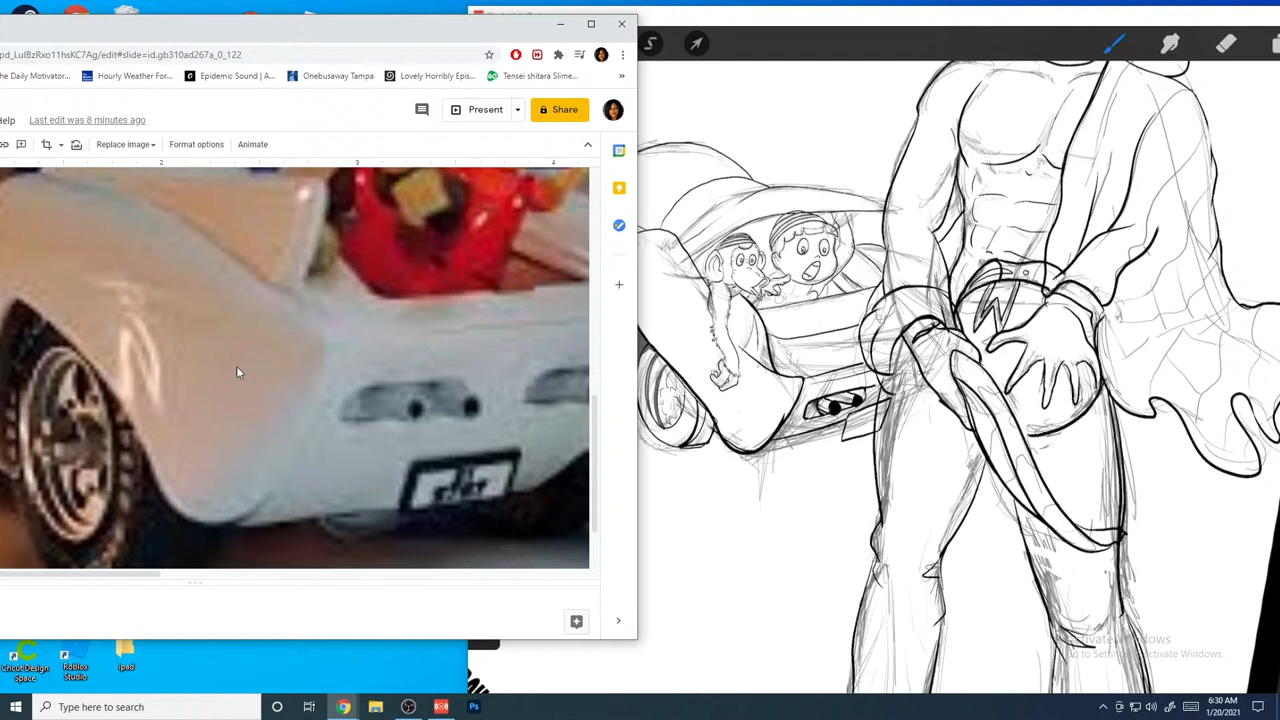 pd_LuIBzRxo11hsKC7Ag/edit#slide=id.gb310ad267a_0_122
he Daily Motivator...
Hourly Weather For...
Epidemic Sound | A...
Onebusaway Tampa
Lovely Horribly Epis...
Tensei shitara Slime...
»
Present
Share
Help
Last edit was 8 minutes ago
Replace image
Format options
Animate
2
3
4
Activate Windows
Go to Settings to activate Windows.
Cricut Design Space
Roblox Studio
ipad
Type here to search
6:30 AM
1/20/2021